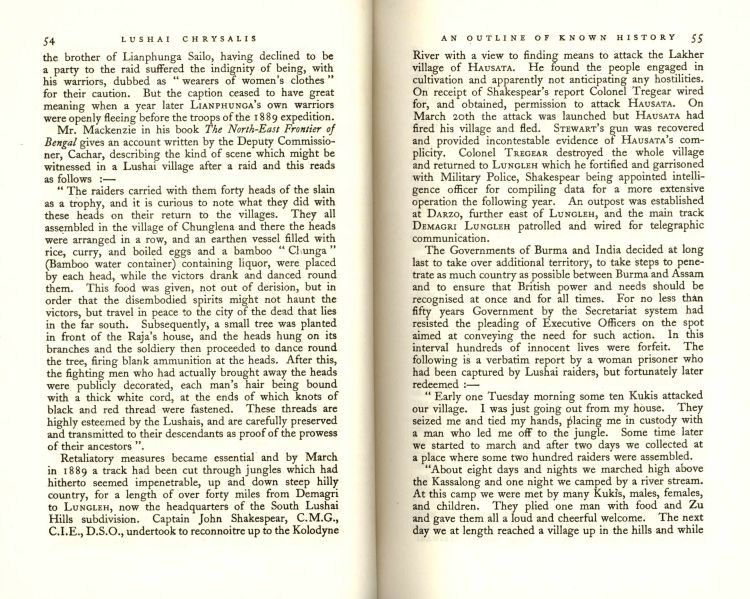 54 LUSHAI CHRYSALIS
the brother of Lianphunga Sailo, having declined to be
a party to the raid suffered the indignity of being, with
his warriors, dubbed as “ wearers of women's clothes ”
for their caution. But the caption ceased to have great
meaning when a year later LIANPHUNGA's own warriors
were openly fleeing before the troops of the 1889 expedition.
Mr. Mackenzie in his book The North-East Frontier of
Bengal gives an account written by the Deputy Commissio-
ner, Cachar, describing the kind of scene which might be
witnessed in a Lushai village after a raid and this reads
as follows :—
“ The raiders carried with them forty heads of the slain
as a trophy, and it is curious to note what they did with
these heads on their return to the villages. They all
assembled in the village of Chunglena and there the heads
were arranged in a row, and an earthen vessel filled with
rice, curry, and boiled eggs and a bamboo “ Chunga ”
(Bamboo water container) containing liquor, were placed
by each head, while the victors drank and danced round
them. This food was given, not out of derision, but in
order that the disembodied spirits might not haunt the
victors, but travel in peace to the city of the dead that lies
in the far south. Subsequently, a small tree was planted
in front of the Raja's house, and the heads hung on its
branches and the soldiery then proceeded to dance round
the tree, firing blank ammunition at the heads. After this,
the fighting men who had actually brought away the heads
were publicly decorated, each man's hair being bound
with a thick white cord, at the ends of which knots of
black and red thread were fastened. These threads are
highly esteemed by the Lushais, and are carefully preserved
and transmitted to their descendants as proof of the prowess
of their ancestors ”.
Retaliatory measures became essential and by March
in 1889 a track had been cut through jungles which had
hitherto seemed impenetrable, up and down steep hilly
country, for a length of over forty miles from Demagri
to LUNGLEH, now the headquarters of the South Lushai
Hills subdivision. Captain John Shakespear, C.M.G.,
C.I.E., D.S.O., undertook to reconnoitre up to the Kolodyne
AN OUTLINE OF KNOWN HISTORY 55
River with a view to finding means to attack the Lakher
village of HAUSATA. He found the people engaged in
cultivation and apparently not anticipating any hostilities.
On receipt of Shakespear's report Colonel Tregear wired
for, and obtained, permission to attack HAUSATA. On
March 20th the attack was launched but HAUSATA had
fired his village and fled. STEWART's gun was recovered
and provided incontestable evidence of HAUSATA's com-
plicity. Colonel TREGEAR destroyed the whole village
and returned to LUNGLEH which he fortified and garrisoned
with Military Police, Shakespear being appointed intelli-
gence officer for compiling data for a more extensive
operation the following year. An outpost was established
at DARZO, further east of LUNGLEH, and the main track
DEMAGRI LUNGLEH patrolled and wired for telegraphic
communication.
The Governments of Burma and India decided at long
last to take over additional territory, to take steps to pene-
trate as much country as possible between Burma and Assam
and to ensure that British power and needs should be
recognised at once and for all times. For no less than
fifty years Government by the Secretariat system had
resisted the pleading of Executive Officers on the spot
aimed at conveying the need for such action. In this
interval hundreds of innocent lives were forfeit. The
following is a verbatim report by a woman prisoner who
had been captured by Lushai raiders, but fortunately later
redeemed :—
“ Early one Tuesday morning some ten Kukis attacked
our village. I was just going out from my house. They
seized me and tied my hands, placing me in custody with
a man who led me off to the jungle. Some time later
we started to march and after two days we collected at
a place where some two hundred raiders were assembled.
“About eight days and nights we marched high above
the Kassalong and one night we camped by a river stream.
At this camp we were met by many Kukis, males, females,
and children. They plied one man with food and Zu
and gave them all a loud and cheerful welcome. The next
day we at length reached a village up in the hills and while